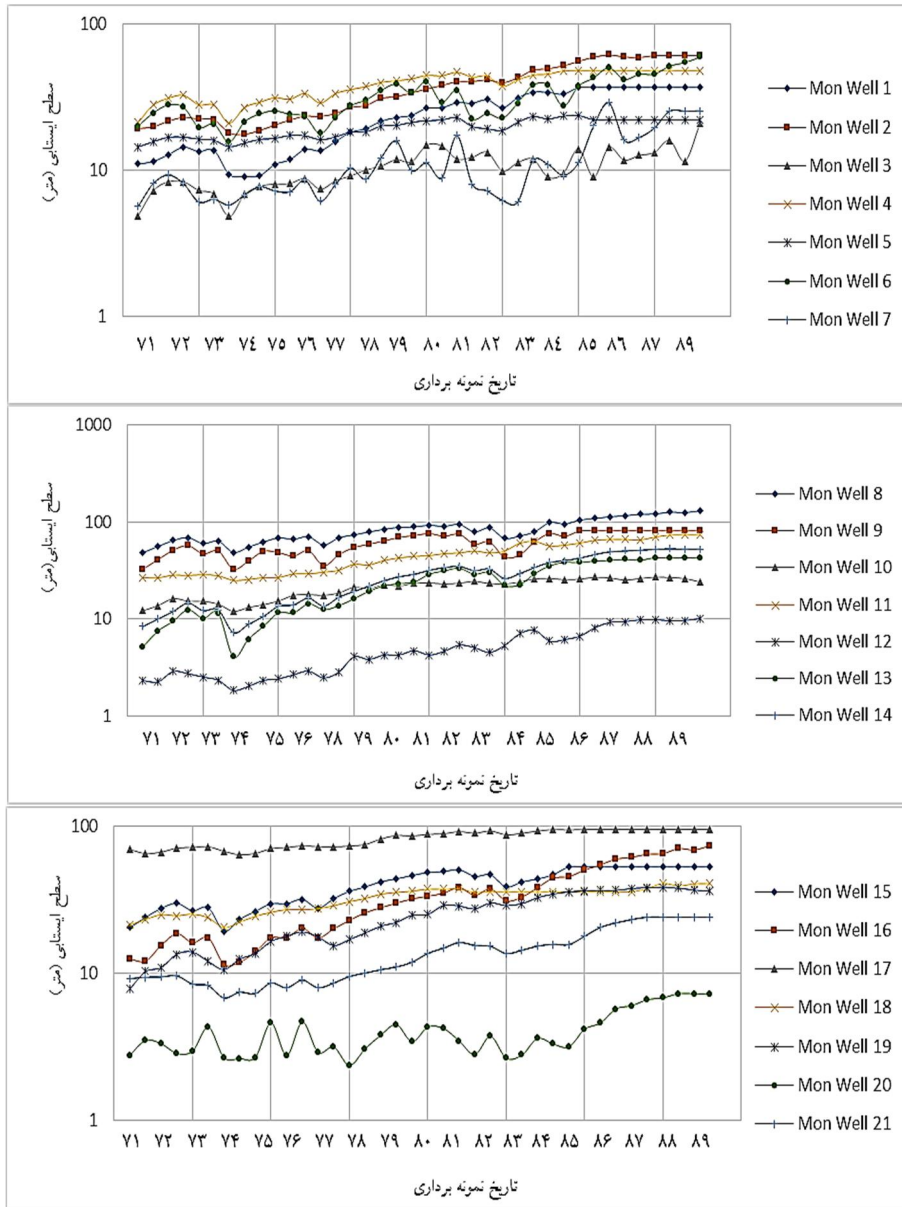 100
10
1
سطح ایستابی (متر)
۷۱ ۷۲ ۷۳ ۷٤ ۷۵ ۷۶ ۷۷ ۷۸ ۷۹ ۸۰ ۸۱ ۸۲ ۸۳ ۸٤ ۸۵ ۸۶ ۸۷ ۸۹
تاریخ نمونه برداری
Mon Well 1
Mon Well 2
Mon Well 3
Mon Well 4
Mon Well 5
Mon Well 6
Mon Well 7
1000
100
10
1
سطح ایستابی(متر)
۷۱ ۷۲ ۷۳ ۷۴ ۷۵ ۷۶ ۷۸ ۷۹ ۸۰ ۸۱ ۸۲ ۸۳ ۸۴ ۸۵ ۸۶ ۸۷ ۸۸ ۸۹
تاریخ نمونه برداری
Mon Well 8
Mon Well 9
Mon Well 10
Mon Well 11
Mon Well 12
Mon Well 13
Mon Well 14
100
10
1
سطح ایستابی (متر)
۷۱ ۷۲ ۷۳ ۷۴ ۷۵ ۷۶ ۷۷ ۷۸ ۷۹ ۸۰ ۸۱ ۸۲ ۸۳ ۸۴ ۸۵ ۸۶ ۸۷ ۸۸ ۸۹
تاریخ نمونه برداری
Mon Well 15
Mon Well 16
Mon Well 17
Mon Well 18
Mon Well 19
Mon Well 20
Mon Well 21